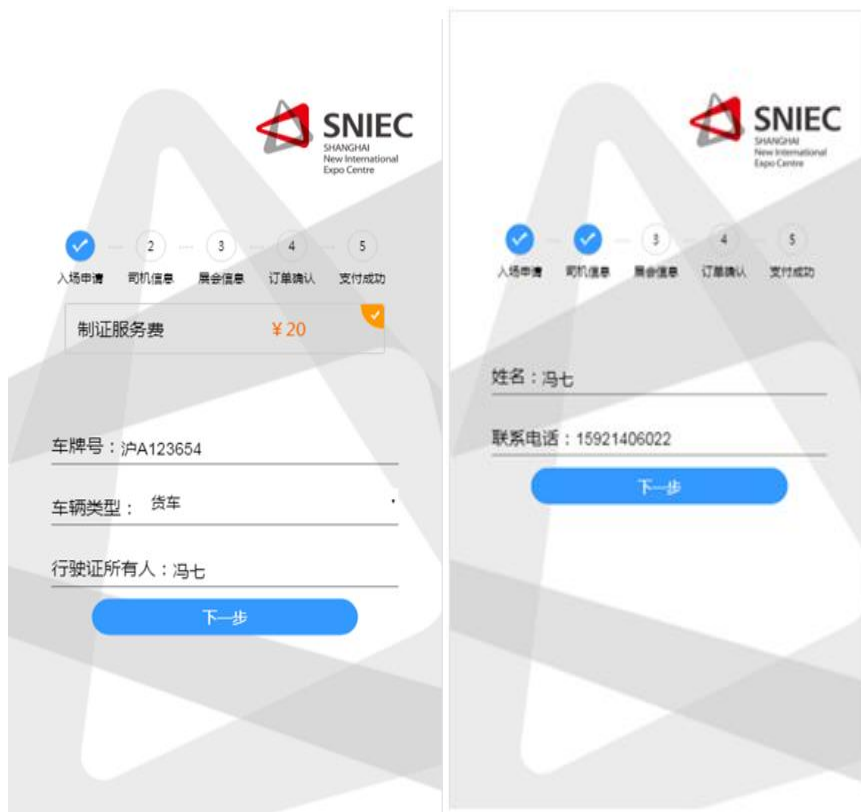 SNIEC
SHANGHAI
New International
Expo Centre
2 3 4 5
入场申请 司机信息 展会信息 订单确认 支付成功
制证服务费 ¥20
车牌号：沪A123654
车辆类型： 货车
行驶证所有人：冯七
下一步
SNIEC
SHANGHAI
New International
Expo Centre
3 4 5
入场申请 司机信息 展会信息 订单确认 支付成功
姓名：冯七
联系电话：15921406022
下一步